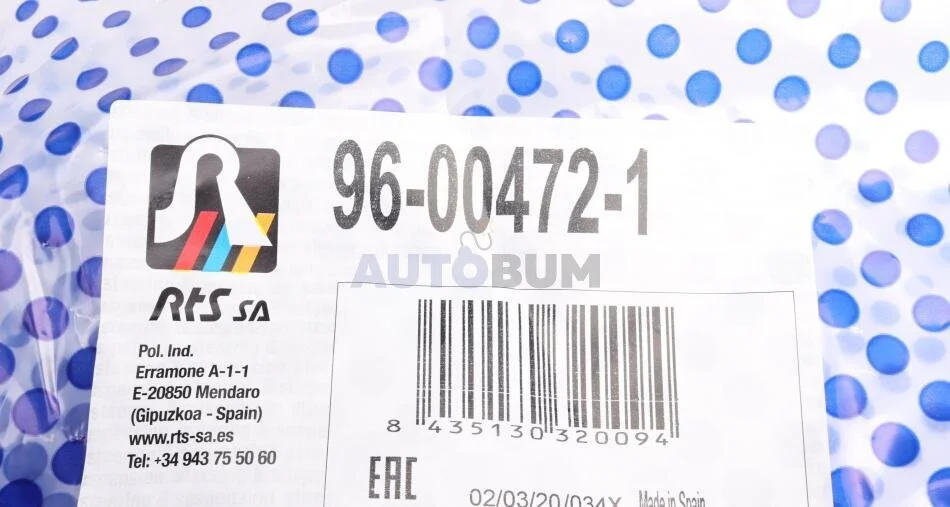 96-00472-1
AUTOBUM
RTS SA
Pol. Ind.
Erramone A-1-1
E-20850 Mendaro
(Gipuzkoa - Spain)
www.rts-sa.es
Tel: +34 943 75 50 60
8 435130 320094
EAC
02/03/20/034X Made in Spain